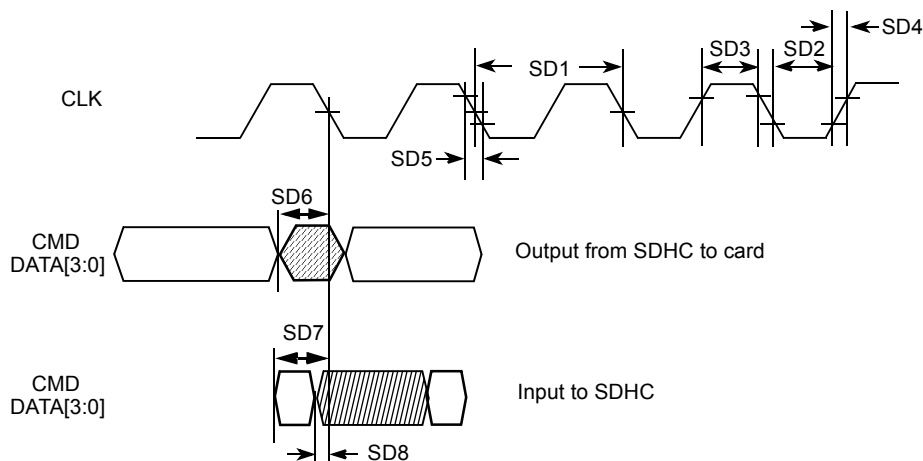 SD4
SD3
SD2
SD1
CLK
SD5
SD6
CMD
DATA[3:0]
Output from SDHC to card
SD7
CMD
DATA[3:0]
Input to SDHC
SD8